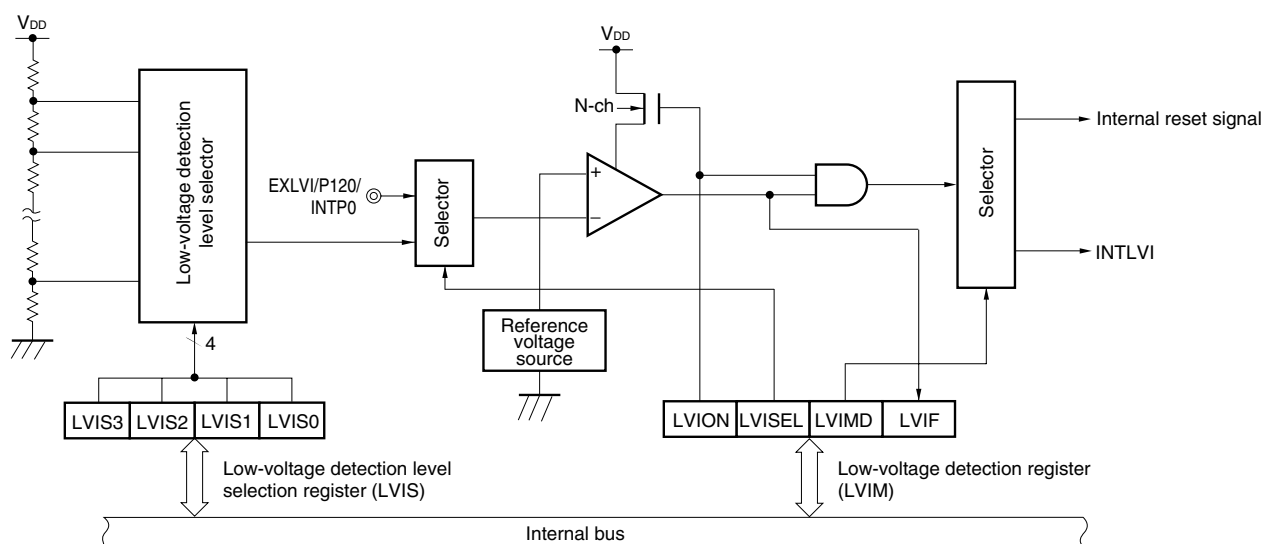 VDD
Low-voltage detection
level selector
4
LVIS3 LVIS2 LVIS1 LVIS0
Low-voltage detection level
selection register (LVIS)
EXLVI/P120/
INTP0
Selector
VDD
N-ch
+
−
Reference
voltage
source
Selector
Internal reset signal
INTLVI
LVION LVISEL LVIMD LVIF
Low-voltage detection register
(LVIM)
Internal bus